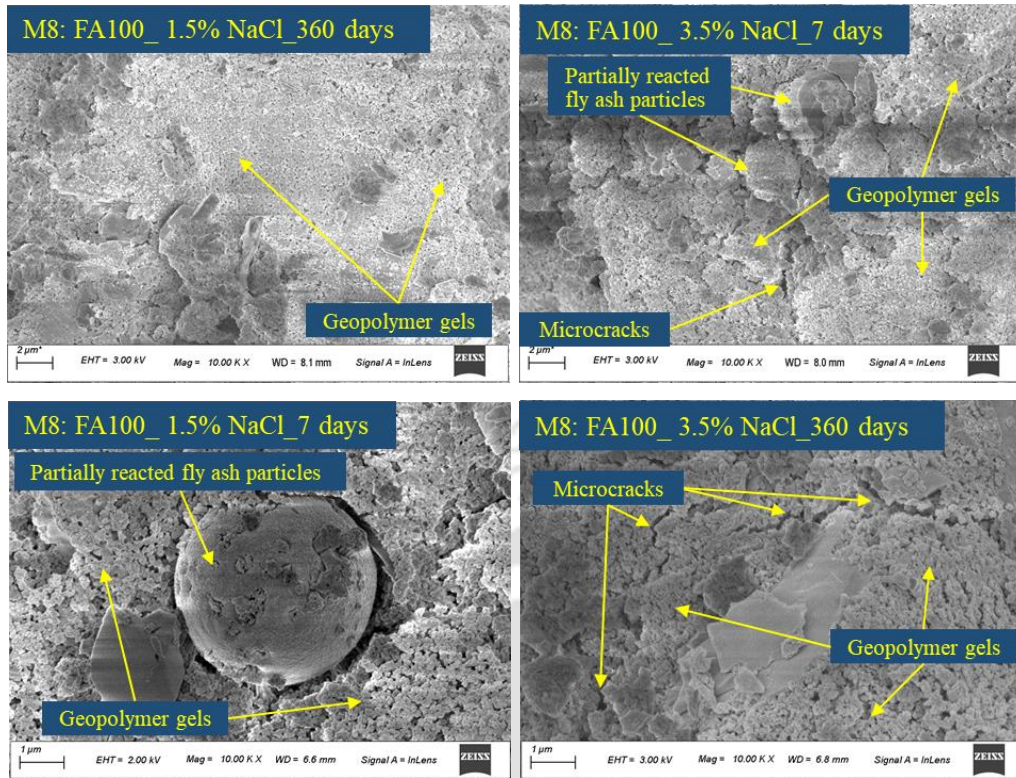 M8: FA100_ 1.5% NaCl_360 days
Geopolymer gels
2 µm*
EHT = 3.00 kV Mag = 10.00 K X WD = 8.1 mm Signal A = InLens ZEISS
M8: FA100_ 3.5% NaCl_7 days
Partially reacted
fly ash particles
Geopolymer gels
Microcracks
2 µm*
EHT = 3.00 kV Mag = 10.00 K X WD = 8.0 mm Signal A = InLens ZEISS
M8: FA100_ 1.5% NaCl_7 days
Partially reacted fly ash particles
Geopolymer gels
1 µm
EHT = 2.00 kV Mag = 10.00 K X WD = 6.6 mm Signal A = InLens ZEISS
M8: FA100_ 3.5% NaCl_360 days
Microcracks
Geopolymer gels
1 µm
EHT = 3.00 kV Mag = 10.00 K X WD = 6.8 mm Signal A = InLens ZEISS